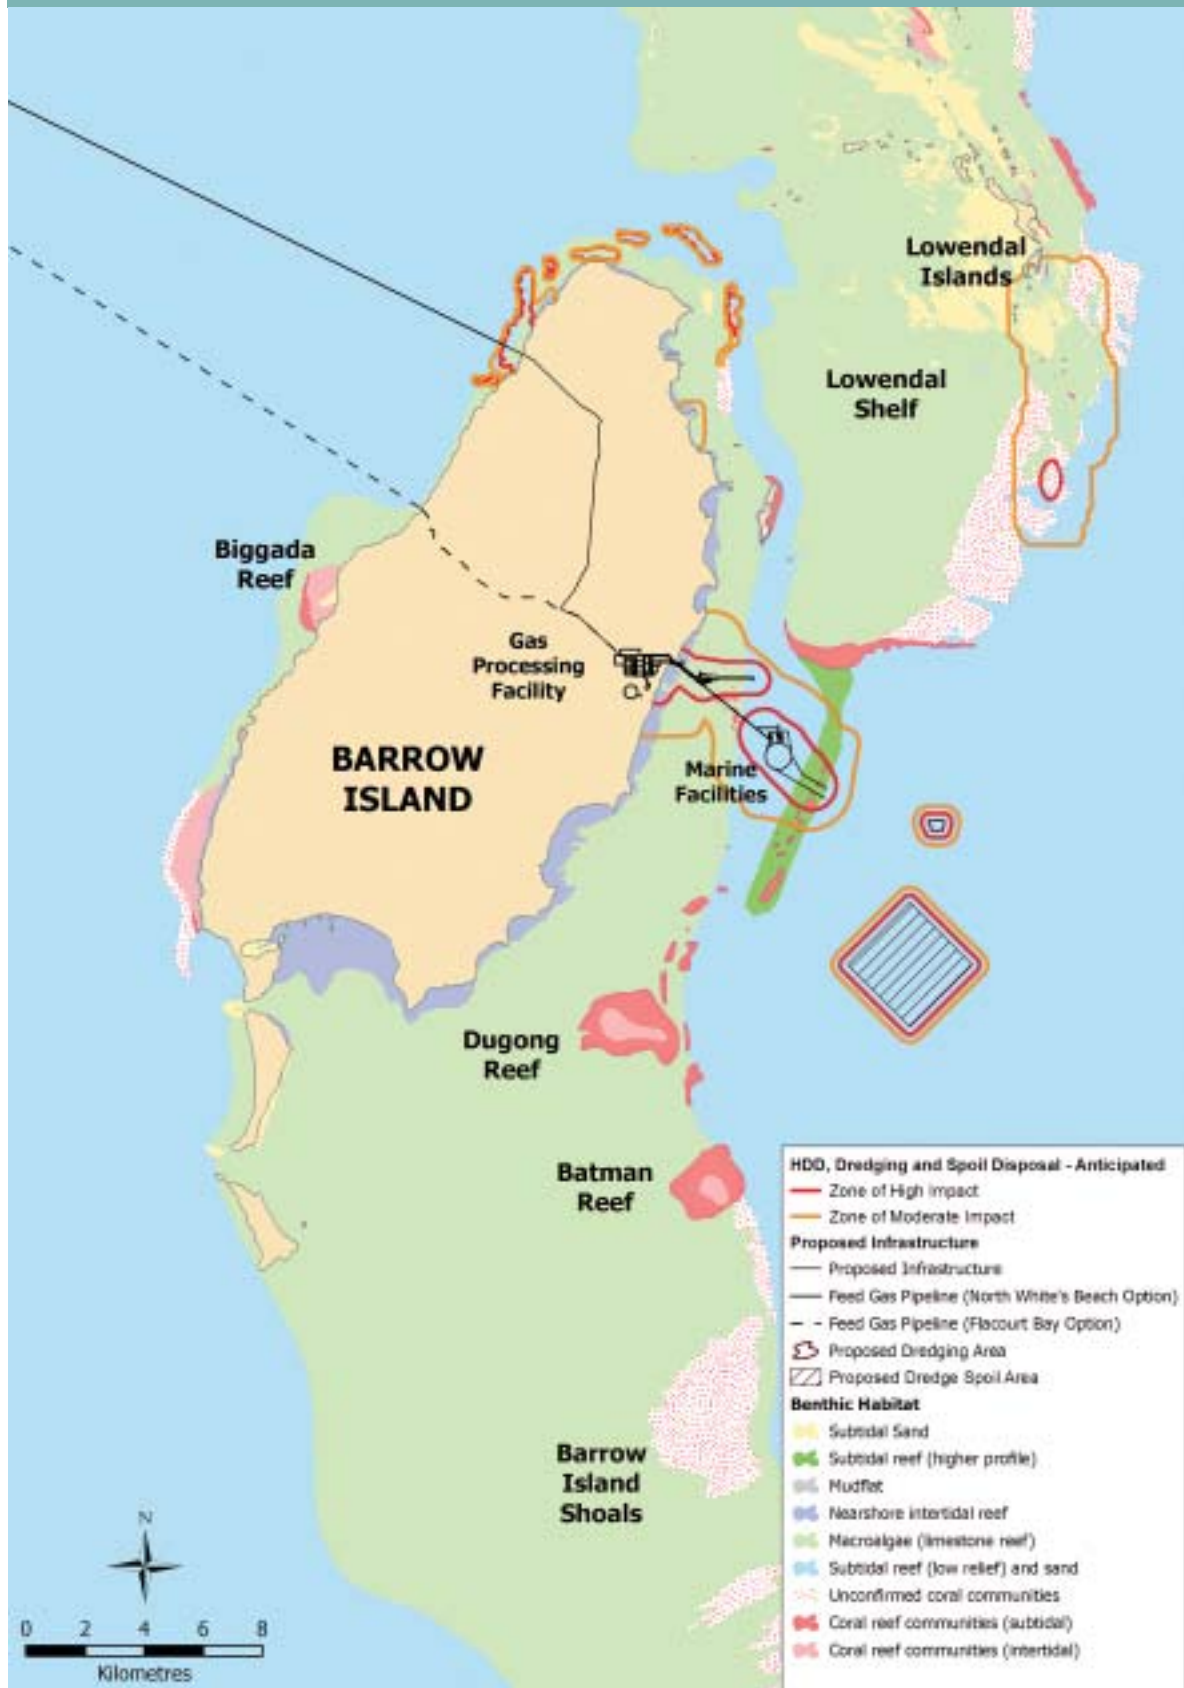 Lowendal
Islands
Lowendal
Shelf
Biggada
Reef
Gas
Processing
Facility
BARROW
ISLAND
Marine
Facilities
Dugong
Reef
Batman
Reef
Barrow
Island
Shoals
N
0 2 4 6 8
Kilometres
HDD, Dredging and Spoil Disposal - Anticipated
Zone of High Impact
Zone of Moderate Impact
Proposed Infrastructure
Proposed Infrastructure
Feed Gas Pipeline (North White's Beach Option)
Feed Gas Pipeline (Flacourt Bay Option)
Proposed Dredging Area
Proposed Dredge Spoil Area
Benthic Habitat
Subtidal Sand
Subtidal reef (higher profile)
Mudflat
Nearshore intertidal reef
Macroalgae (limestone reef)
Subtidal reef (low relief) and sand
Unconfirmed coral communities
Coral reef communities (subtidal)
Coral reef communities (intertidal)